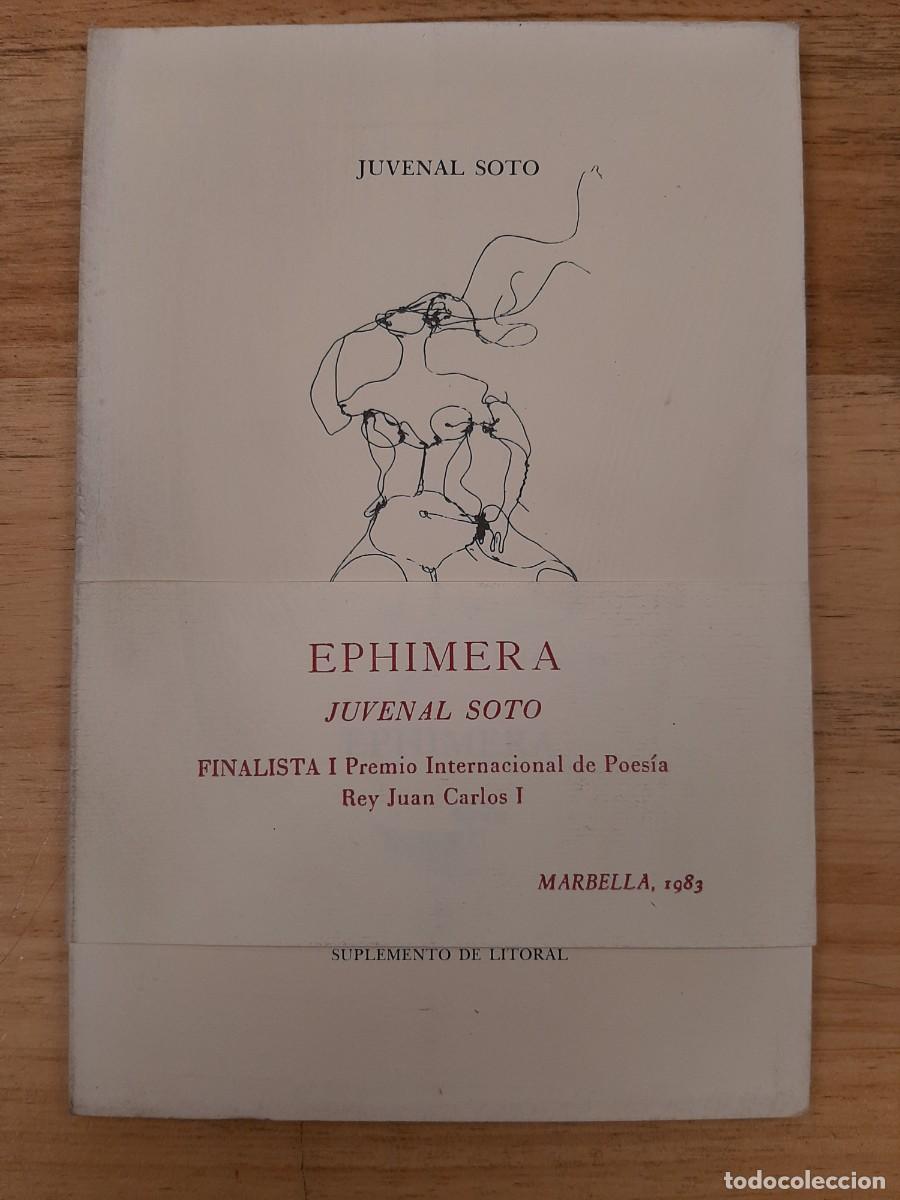 JUVENAL SOTO
EPHIMERA
JUVENAL SOTO
EPHIMERA
FINALISTA I Premio Internacional de Poesía
Rey Juan Carlos I
MARBELLA, 1983
SUPLEMENTO DE LITORAL
todocoleccion